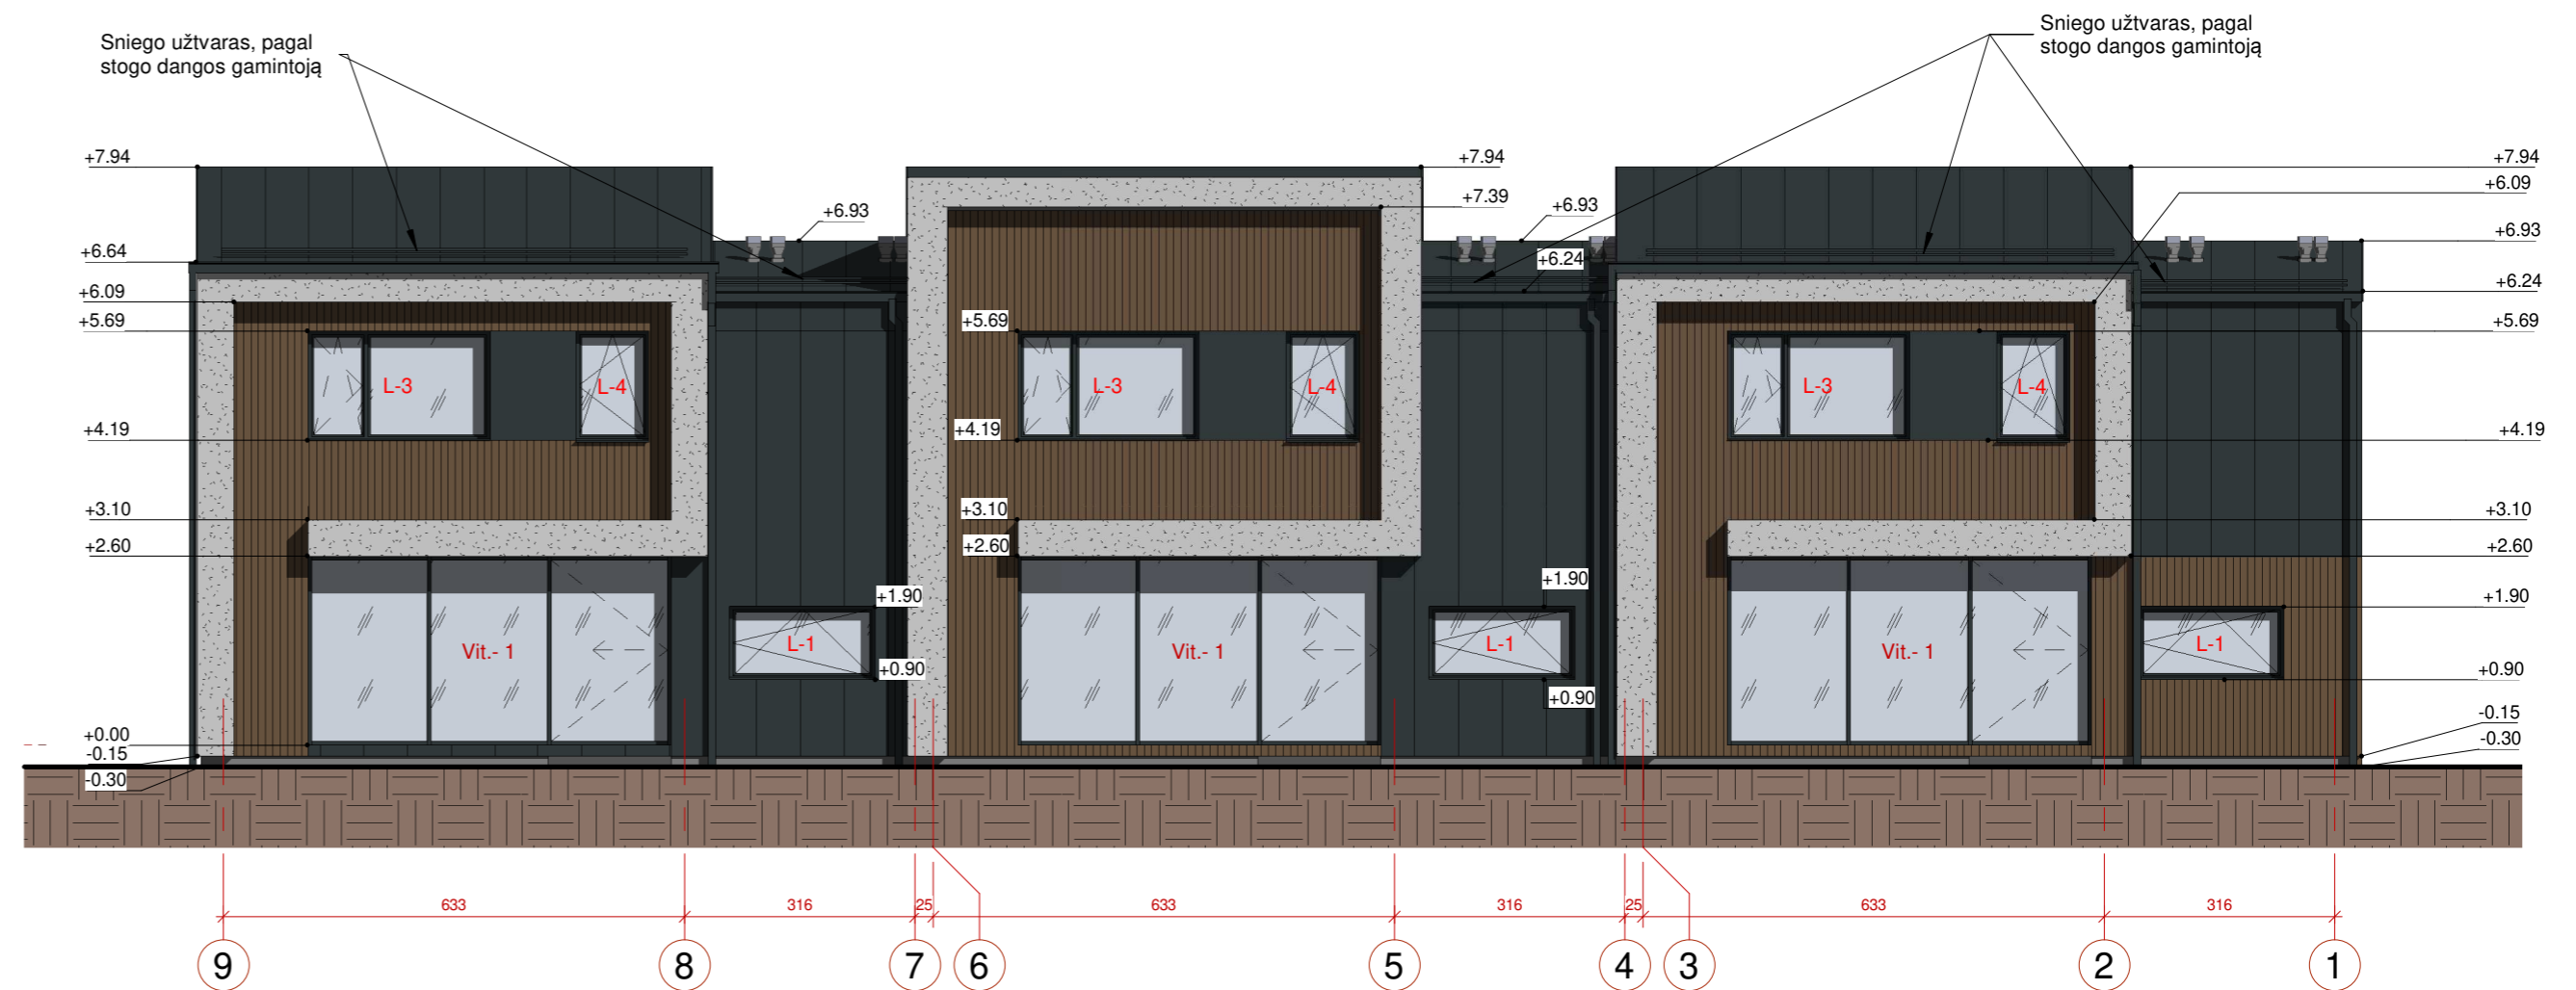 Sniego užtvaras, pagal
stogo dangos gamintoją
Sniego užtvaras, pagal
stogo dangos gamintoją
+7.94
+6.64
+6.09
+5.69
+4.19
+3.10
+2.60
+0.00
-0.15
-0.30
L-3
L-4
Vit.- 1
+6.93
L-1
+1.90
+0.90
+7.94
+7.39
+5.69
+4.19
+3.10
+2.60
L-3
L-4
Vit.- 1
+6.93
+6.24
+1.90
L-1
+0.90
L-3
L-4
Vit.- 1
L-1
+7.94
+6.09
+6.93
+6.24
+5.69
+4.19
+3.10
+2.60
+1.90
+0.90
-0.15
-0.30
633 316 25 633 316 25 633 316
9 8 7 6 5 4 3 2 1